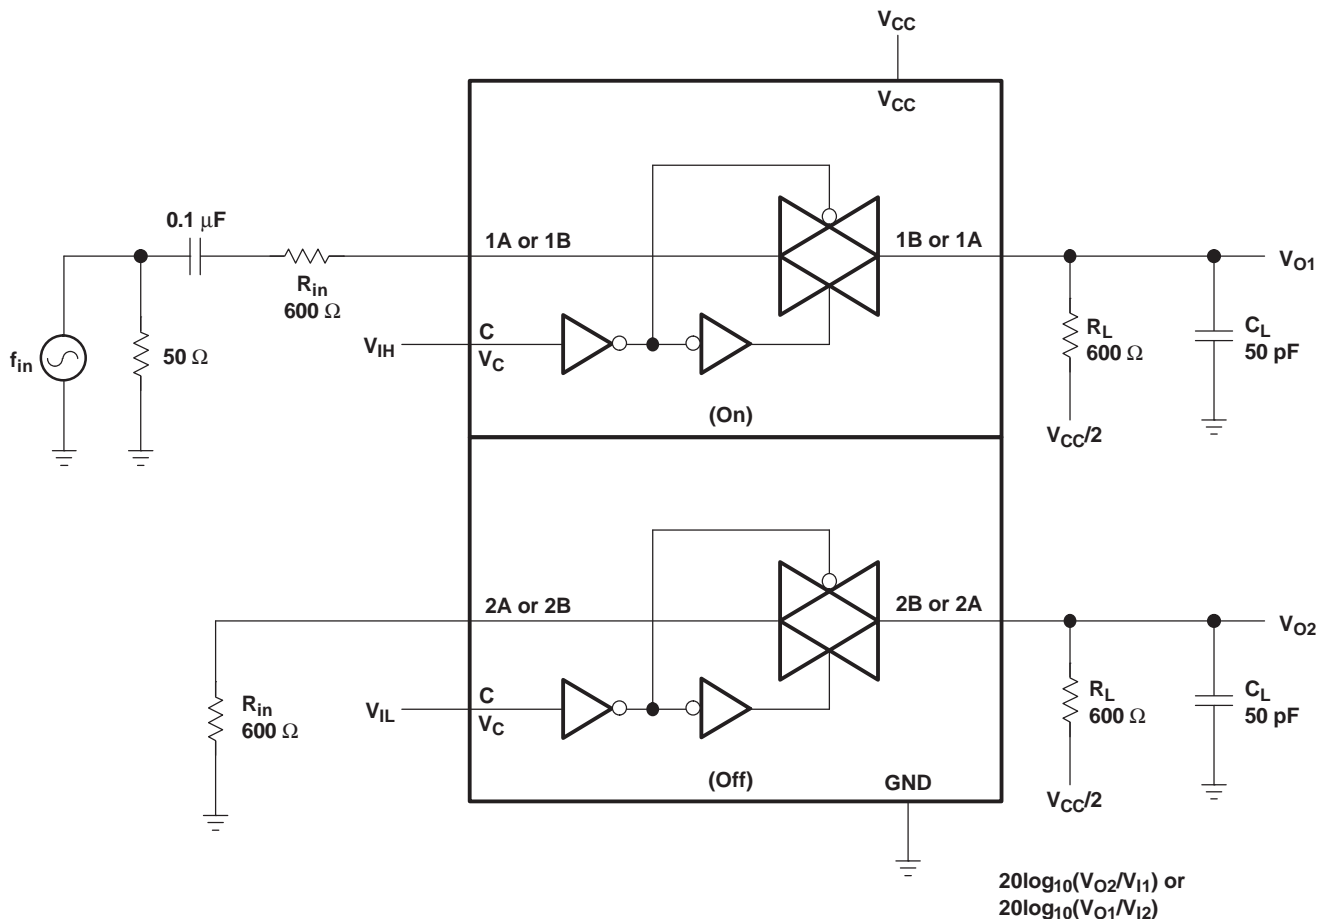 VCC
VCC
0.1 μF
1A or 1B
1B or 1A
VO1
Rin
600 Ω
fin
50 Ω
VIH
C
VC
RL
600 Ω
CL
50 pF
(On)
VCC/2
2A or 2B
2B or 2A
VO2
Rin
600 Ω
VIL
C
VC
RL
600 Ω
CL
50 pF
(Off)
GND
VCC/2
20log10(VO2/VI1) or
20log10(VO1/VI2)